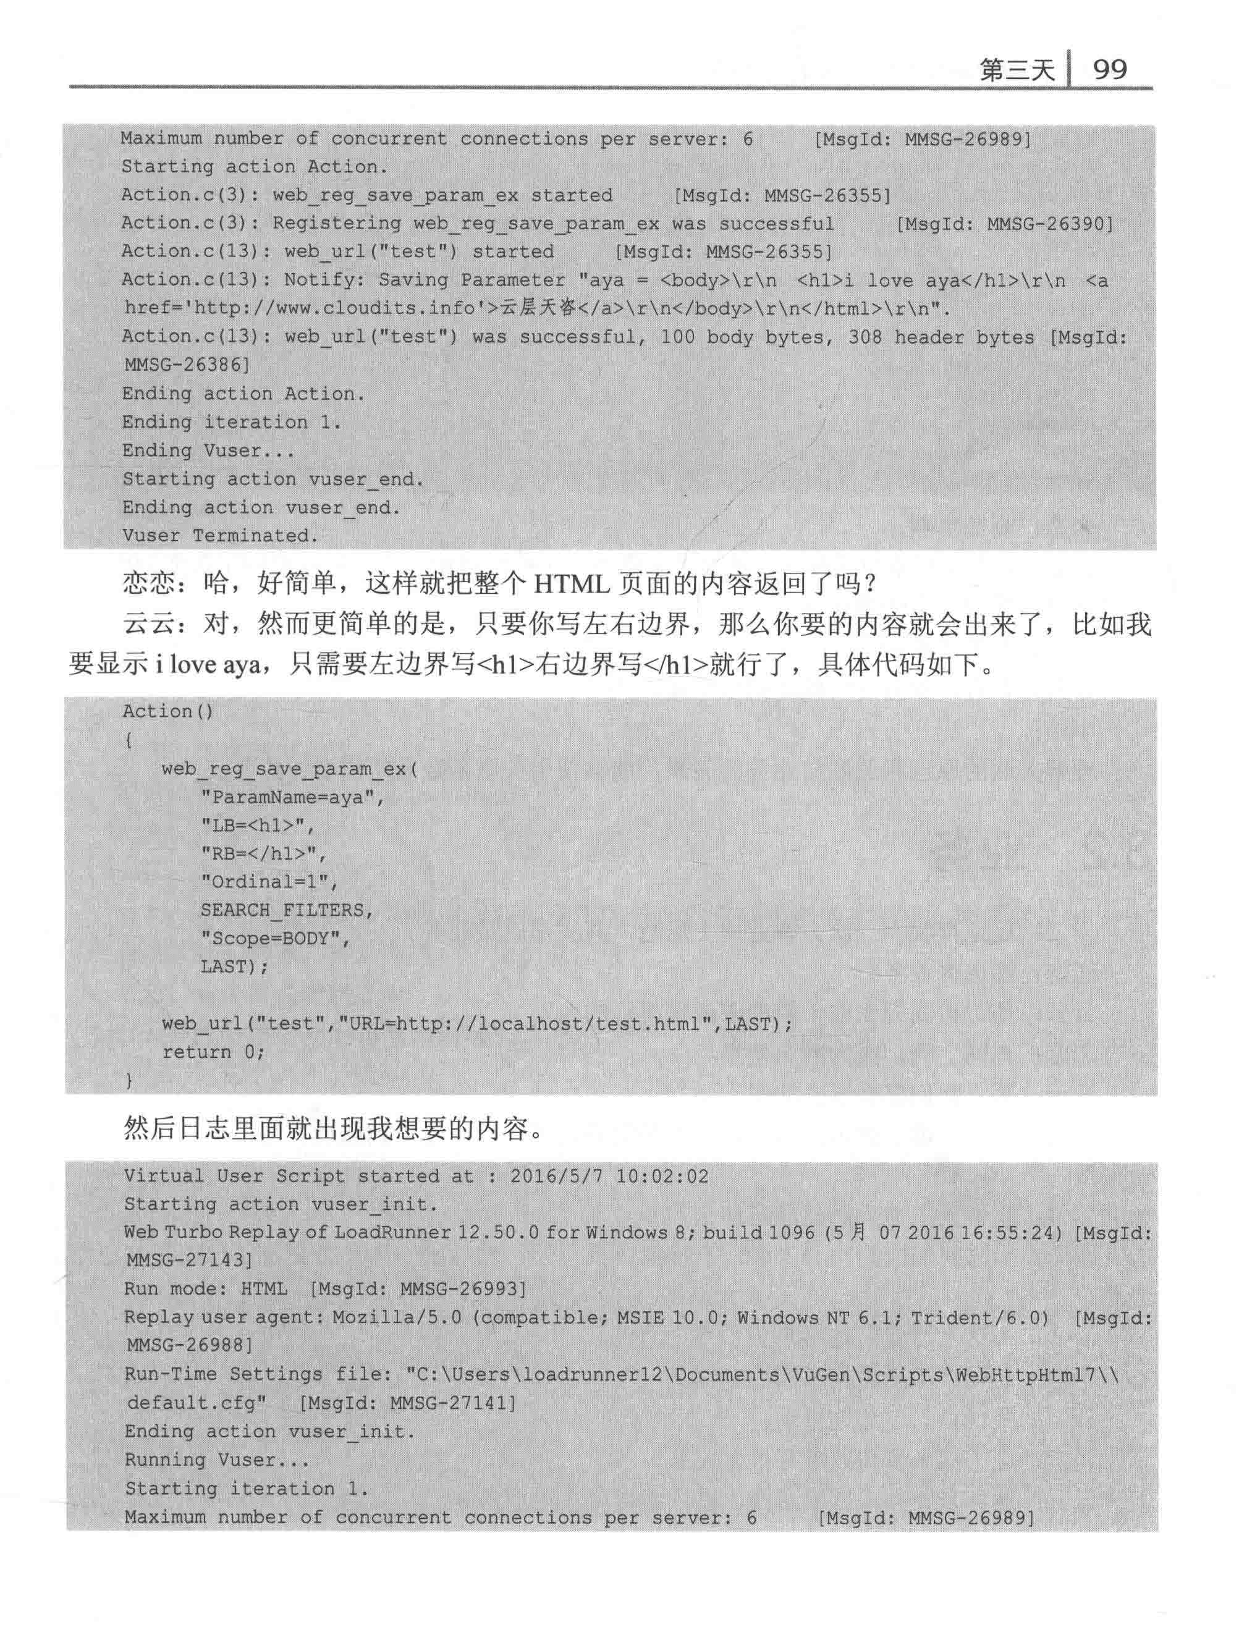 第三天 | 99
Maximum number of concurrent connections per server: 6 [MsgId: MMSG-26989]
Starting action Action.
Action.c(3): web_reg_save_param_ex started [MsgId: MMSG-26355]
Action.c(3): Registering web_reg_save_param_ex was successful [MsgId: MMSG-26390]
Action.c(13): web_url("test") started [MsgId: MMSG-26355]
Action.c(13): Notify: Saving Parameter "aya = <body>\r\n <h1>i love aya</h1>\r\n <a
href='http://www.cloudits.info'>云层天咨</a>\r\n</body>\r\n</html>\r\n".
Action.c(13): web_url("test") was successful, 100 body bytes, 308 header bytes [MsgId:
MMSG-26386]
Ending action Action.
Ending iteration 1.
Ending Vuser...
Starting action vuser_end.
Ending action vuser_end.
Vuser Terminated.
恋恋：哈，好简单，这样就把整个 HTML 页面的内容返回了吗？
云云：对，然而更简单的是，只要你写左右边界，那么你要的内容就会出来了，比如我
要显示 i love aya，只需要左边界写<h1>右边界写</h1>就行了，具体代码如下。
Action()
{
web_reg_save_param_ex(
"ParamName=aya",
"LB=<h1>",
"RB=</h1>",
"Ordinal=1",
SEARCH_FILTERS,
"Scope=BODY",
LAST);
web_url("test","URL=http://localhost/test.html",LAST);
return 0;
}
然后日志里面就出现我想要的内容。
Virtual User Script started at : 2016/5/7 10:02:02
Starting action vuser_init.
Web Turbo Replay of LoadRunner 12.50.0 for Windows 8; build 1096 (5 月 07 2016 16:55:24) [MsgId:
MMSG-27143]
Run mode: HTML [MsgId: MMSG-26993]
Replay user agent: Mozilla/5.0 (compatible; MSIE 10.0; Windows NT 6.1; Trident/6.0) [MsgId:
MMSG-26988]
Run-Time Settings file: "C:\Users\loadrunner12\Documents\VuGen\Scripts\WebHttpHtml7\\
default.cfg" [MsgId: MMSG-27141]
Ending action vuser_init.
Running Vuser...
Starting iteration 1.
Maximum number of concurrent connections per server: 6 [MsgId: MMSG-26989]